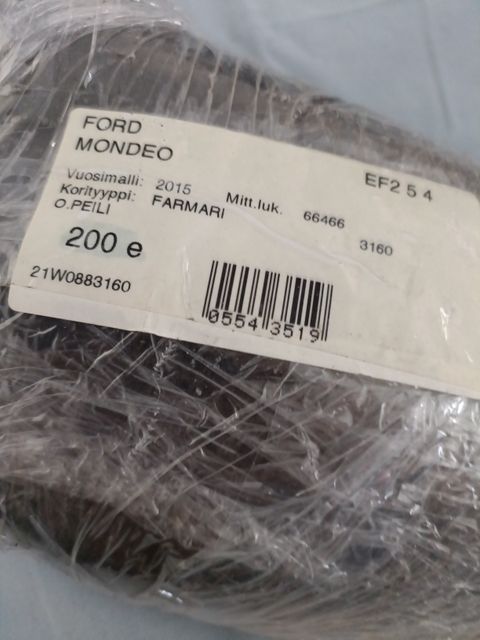 FORD
MONDEO
EF2 5 4
Vuosimalli: 2015 Mitt.luk. 66466
Korityyppi: FARMARI 3160
O.PEILI
200 e
21W0883160
0554 3519